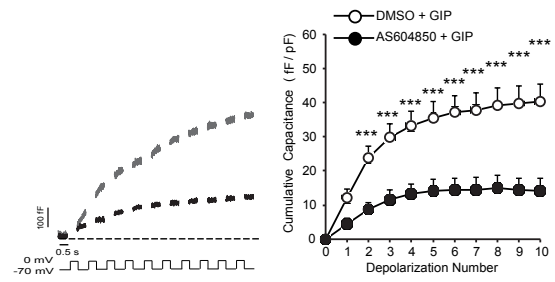 DMSO + GIP
AS604850 + GIP
Cumulative Capacitance ( fF / pF)
60
50
40
30
20
10
0
*** *** *** *** *** *** *** *** ***
0 1 2 3 4 5 6 7 8 9 10
Depolarization Number
100 fF
0.5 s
0 mV
-70 mV